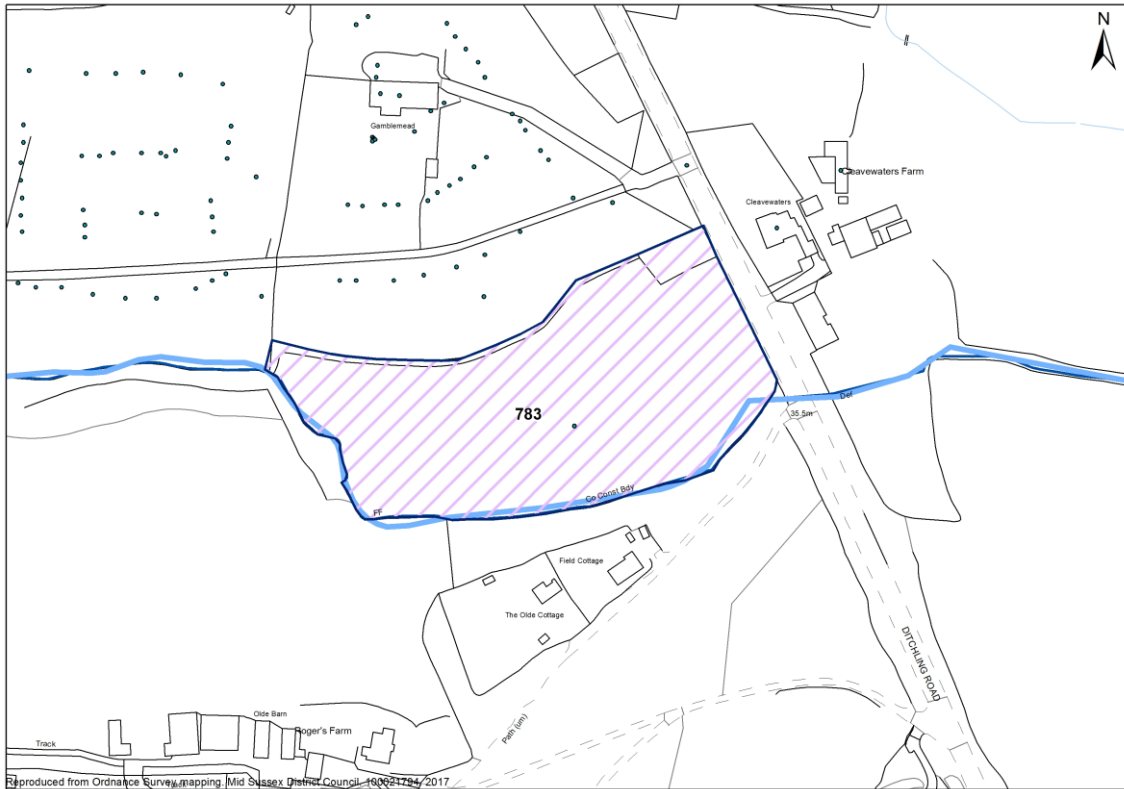 N
Gamblemead
Cleavewaters Farm
Cleavewaters
783
Def
35.5m
Co Const Bdy
FF
Field Cottage
The Olde Cottage
DITCHLING ROAD
Olde Barn
Roger's Farm
Path (um)
Track
Track
Reproduced from Ordnance Survey mapping. Mid Sussex District Council. 100021794. 2017